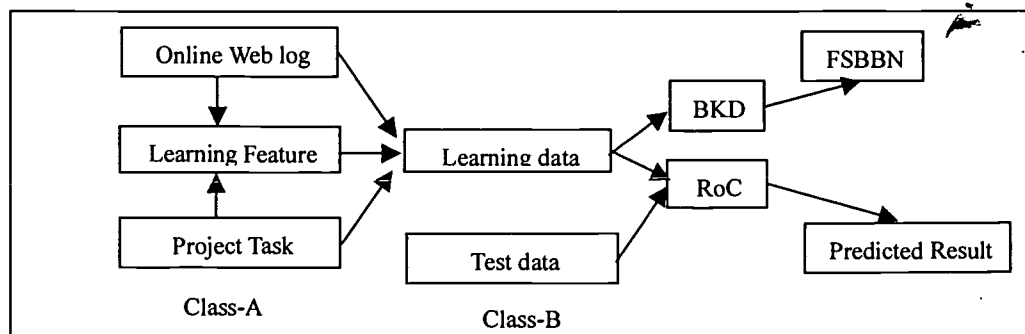 Online Web log
FSBBN
BKD
Learning Feature
Learning data
RoC
Project Task
Test data
Predicted Result
Class-A
Class-B